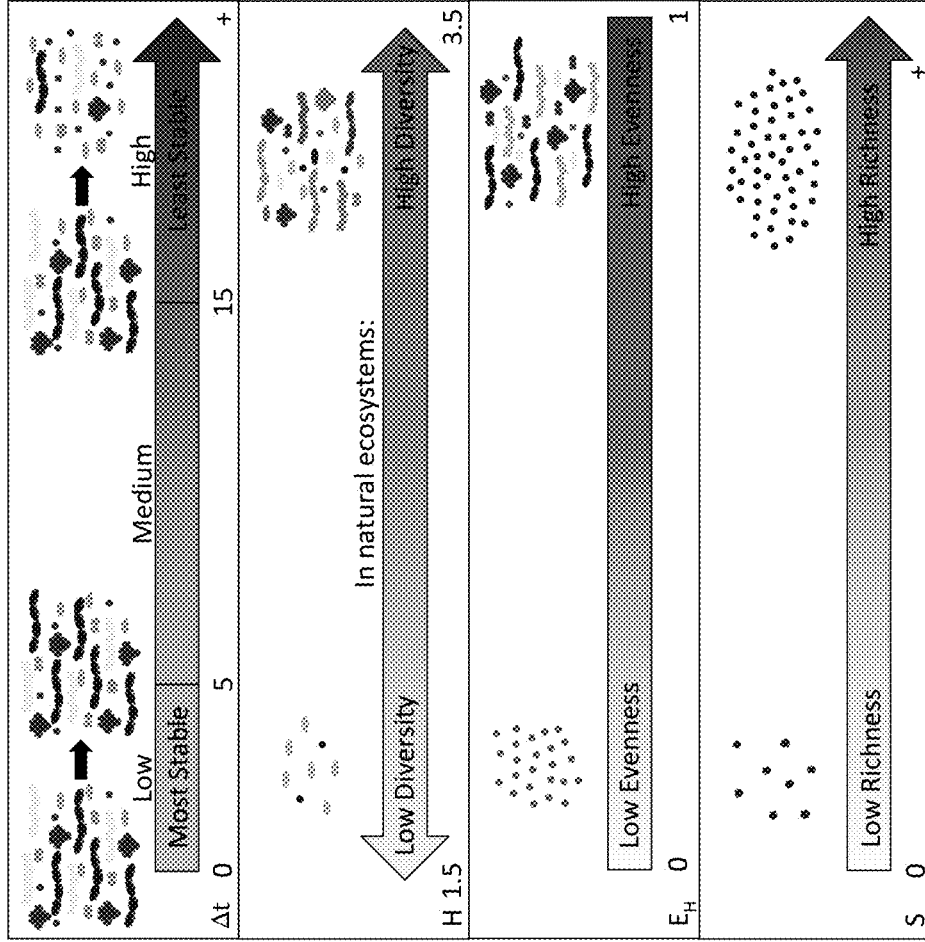 Low
Medium
High
Most Stable
Least Stable
Δt
0
5
15
+
In natural ecosystems:
Low Diversity
High Diversity
H 1.5
3.5
Low Evenness
High Evenness
E_H
0
1
Low Richness
High Richness
S
0
+